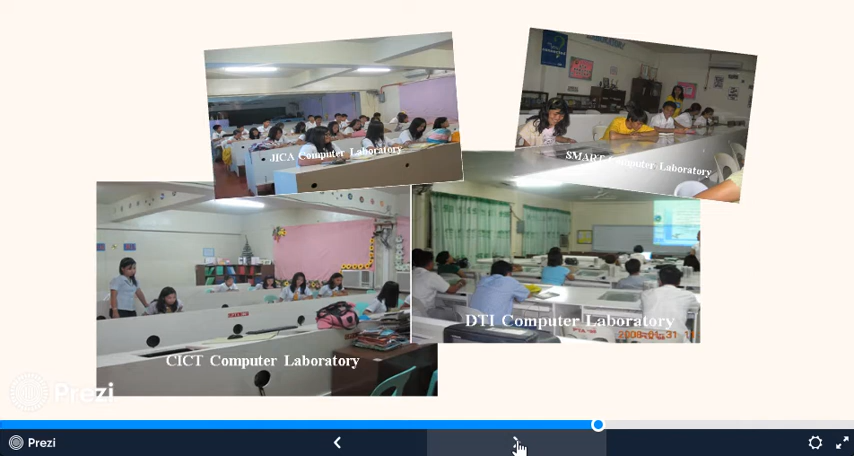 JICA Computer Laboratory
SMART Computer Laboratory
CICT Computer Laboratory
DTI Computer Laboratory
Prezi
Prezi